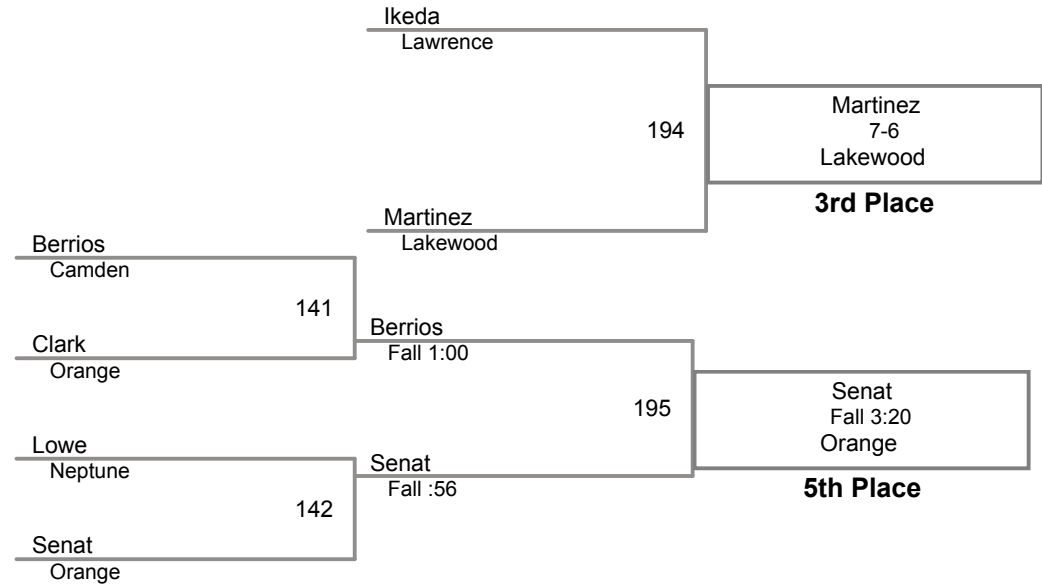 Ikeda
Lawrence
194
Martinez
7-6
Lakewood
3rd Place
Martinez
Lakewood
Berrios
Camden
141
Clark
Orange
Berrios
Fall 1:00
195
Senat
Fall 3:20
Orange
5th Place
Lowe
Neptune
142
Senat
Orange
Senat
Fall :56